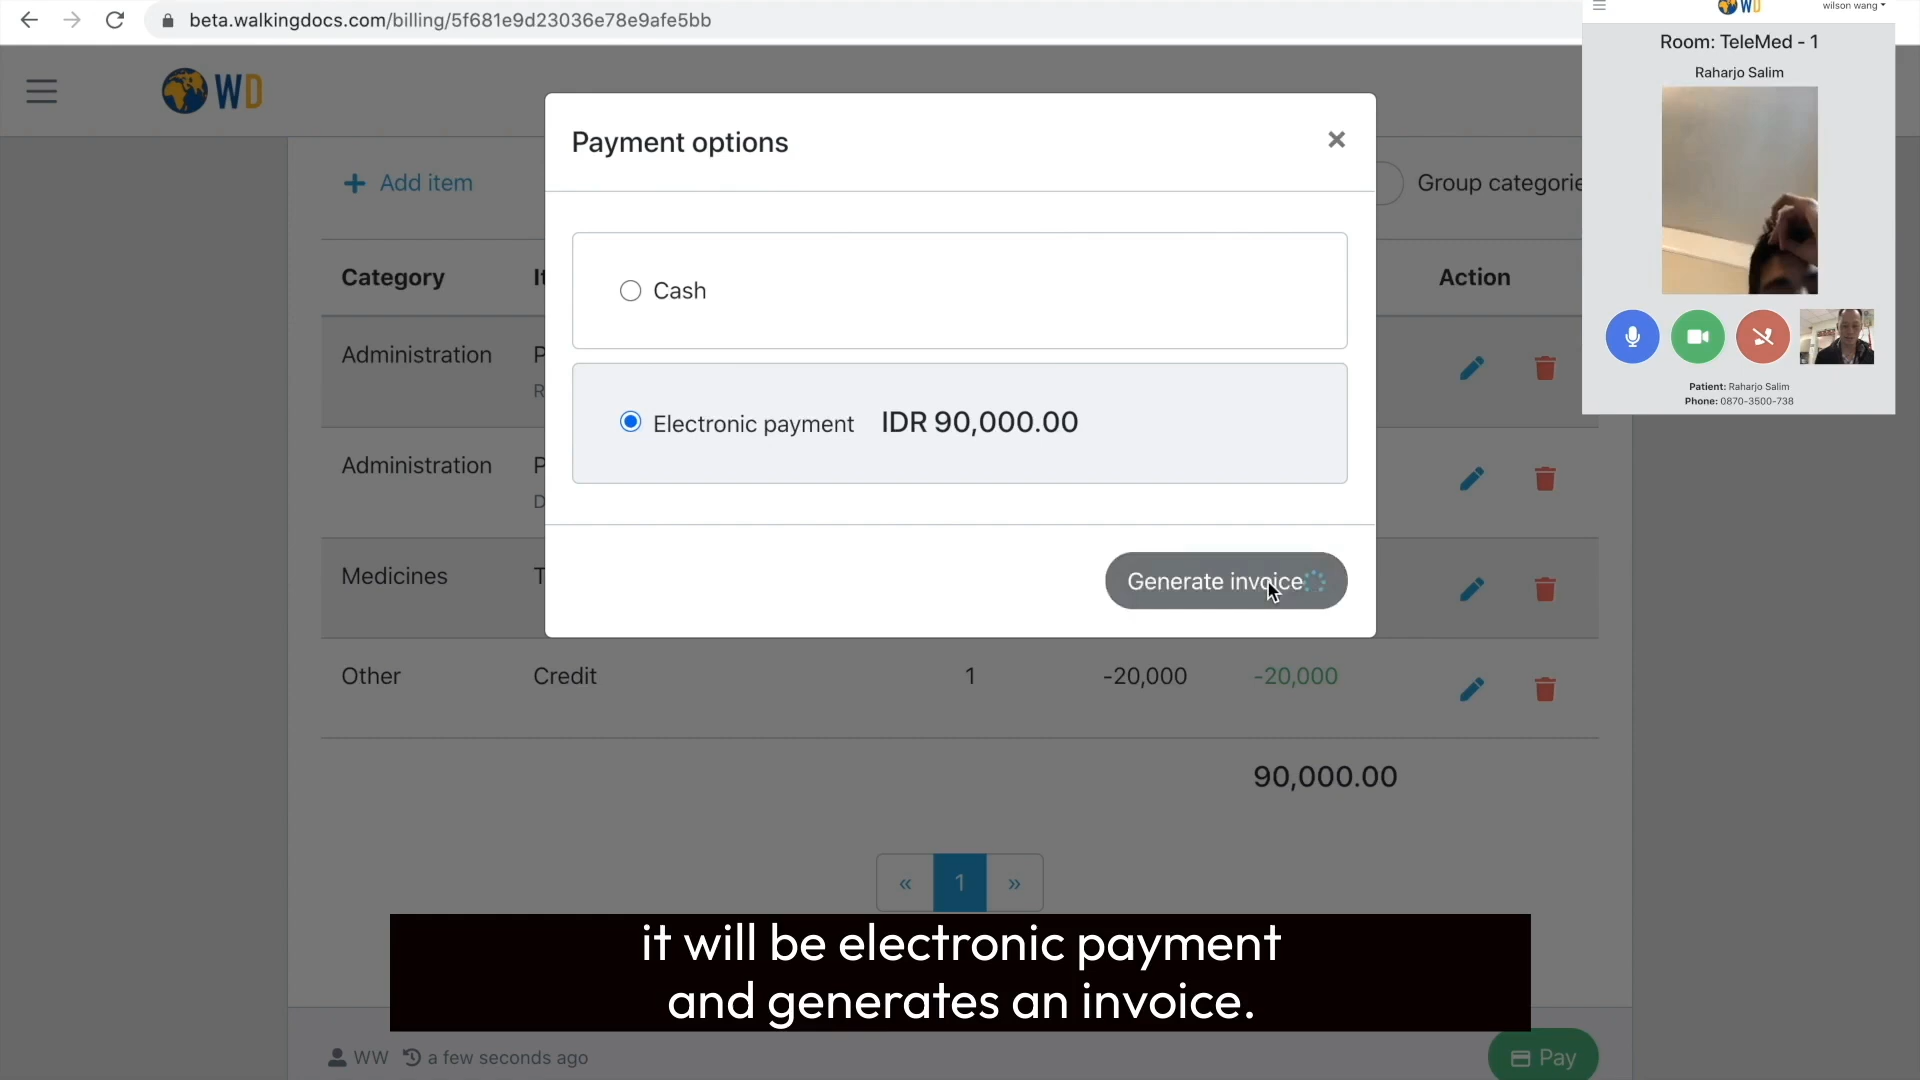 beta.walkingdocs.com/billing/5f681e9d23036e78e9afe5bb
WD
wilson wang
Room: TeleMed - 1
Raharjo Salim
Patient: Raharjo Salim
Phone: 0870-3500-738
WD
Add item
Group categorie
Payment options
×
Cash
Electronic payment IDR 90,000.00
Generate invoice
Category It Action
Administration P
R
Administration P
D
Medicines T
Other Credit 1 -20,000 -20,000
90,000.00
« 1 »
it will be electronic payment
and generates an invoice.
WW a few seconds ago
Pay